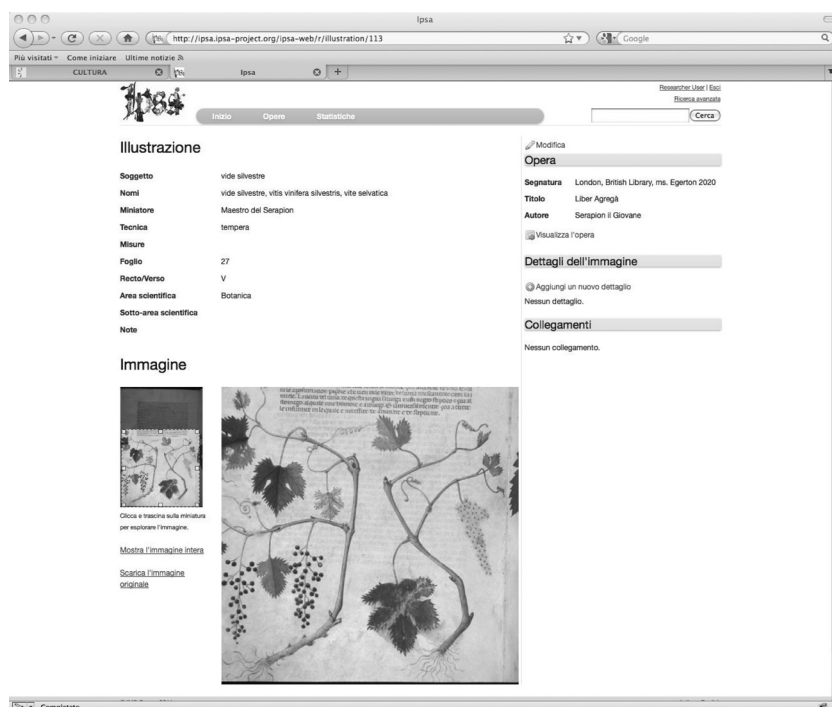 Ipsa
http://ipsa.ipsa-project.org/ipsa-web/r/illustration/113
Google
Più visitati
Come iniziare
Ultime notizie
CULTURA
Ipsa
Ipsa
Researcher User | Esci
Ricerca avanzata
Inizio
Opere
Statistiche
Cerca
Illustrazione
Soggetto vide silvestre
Nomi vide silvestre, vitis vinifera silvestris, vite selvatica
Miniatore Maestro del Serapion
Tecnica tempera
Misure
Foglio 27
Recto/Verso V
Area scientifica Botanica
Sotto-area scientifica
Note
Immagine
Clicca e trascina sulla miniatura
per esplorare l'immagine.
Mostra l'immagine intera
Scarica l'immagine
originale
Modifica
Opera
Segnatura London, British Library, ms. Egerton 2020
Titolo Liber Agregà
Autore Serapion il Giovane
Visualizza l'opera
Dettagli dell'immagine
Aggiungi un nuovo dettaglio
Nessun dettaglio.
Collegamenti
Nessun collegamento.
Completato